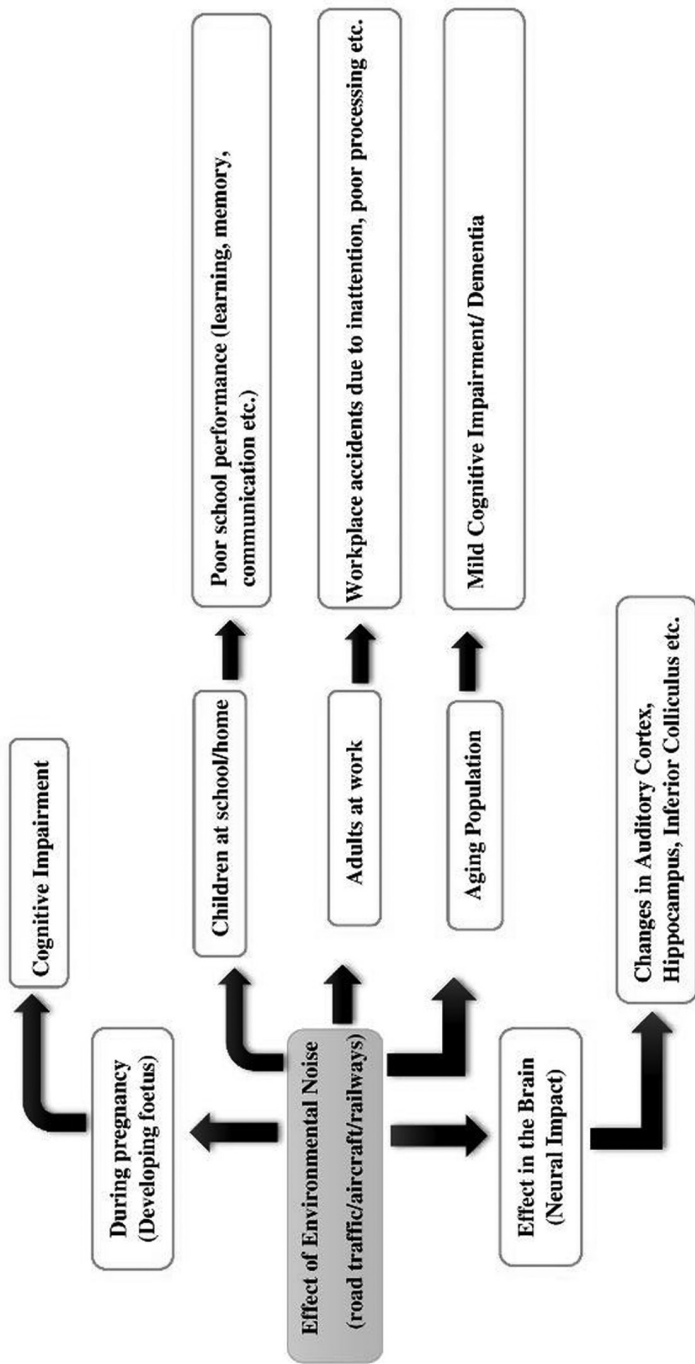 During pregnancy
(Developing foetus)
Cognitive Impairment
Effect of Environmental Noise
(road traffic/aircraft/railways)
Children at school/home
Poor school performance (learning, memory,
communication etc.)
Adults at work
Workplace accidents due to inattention, poor processing etc.
Aging Population
Mild Cognitive Impairment/ Dementia
Effect in the Brain
(Neural Impact)
Changes in Auditory Cortex,
Hippocampus, Inferior Colliculus etc.